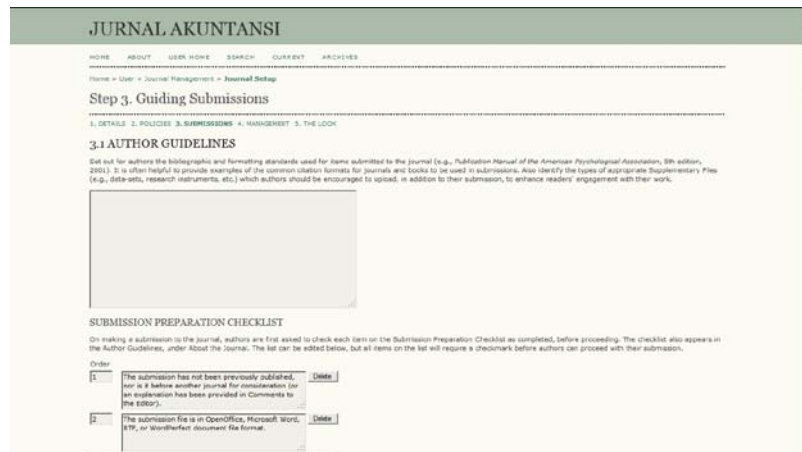 JURNAL AKUNTANSI
HOME ABOUT USER HOME SEARCH CURRENT ARCHIVES
Home > User > Journal Management > Journal Setup
Step 3. Guiding Submissions
1. DETAILS 2. POLICIES 3. SUBMISSIONS 4. MANAGEMENT 5. THE LOOK
3.1 AUTHOR GUIDELINES
Set out for authors the bibliographic and formatting standards used for items submitted to the journal (e.g., Publication Manual of the American Psychological Association, 5th edition,
2001). It is often helpful to provide examples of the common citation formats for journals and books to be used in submissions. Also identify the types of appropriate Supplementary Files
(e.g., data-sets, research instruments, etc.) which authors should be encouraged to upload, in addition to their submission, to enhance readers' engagement with their work.
SUBMISSION PREPARATION CHECKLIST
On making a submission to the journal, authors are first asked to check each item on the Submission Preparation Checklist as completed, before proceeding. The checklist also appears in
the Author Guidelines, under About the Journal. The list can be edited below, but all items on the list will require a checkmark before authors can proceed with their submission.
Order
1 The submission has not been previously published, Delete
nor is it before another journal for consideration (or
an explanation has been provided in Comments to
the Editor).
2 The submission file is in OpenOffice, Microsoft Word, Delete
RTF, or WordPerfect document file format.